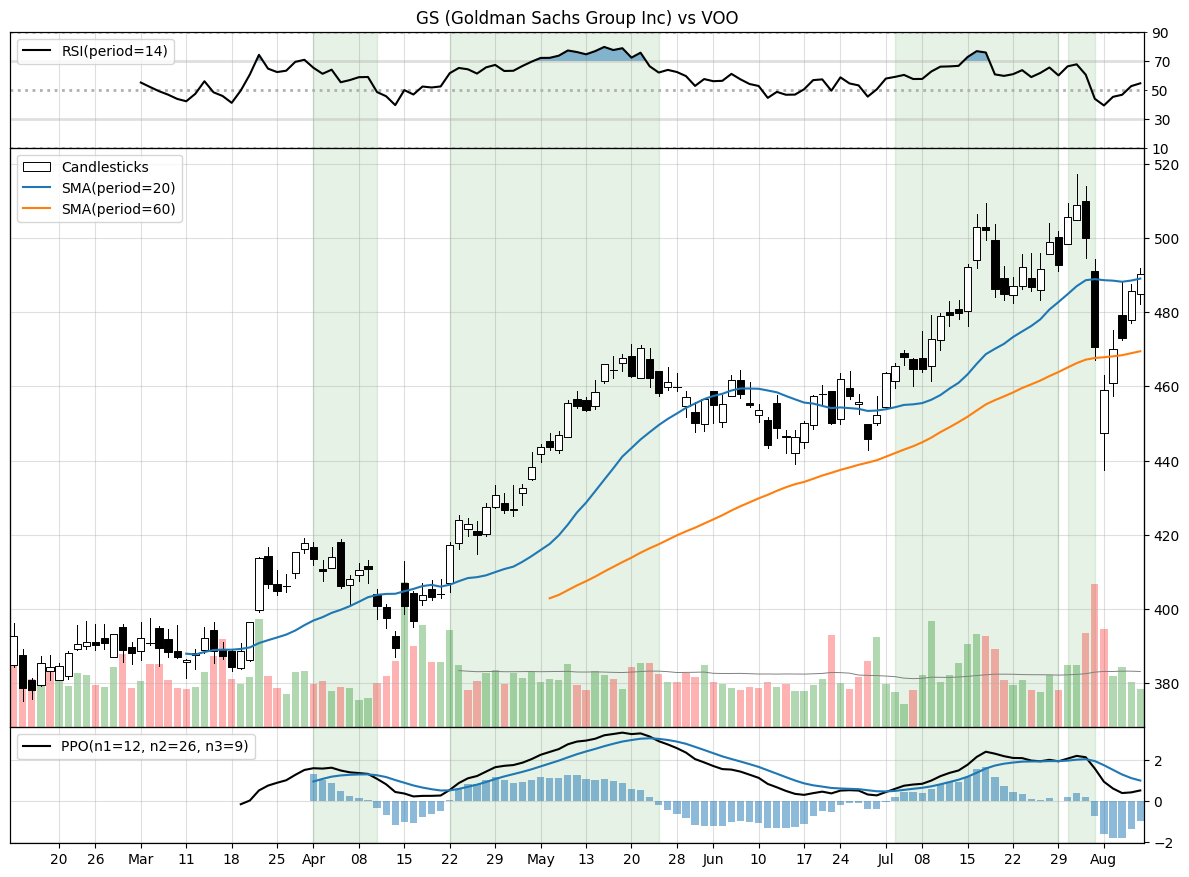 GS (Goldman Sachs Group Inc) vs VOO
RSI(period=14)
90
70
50
30
10
Candlesticks
SMA(period=20)
SMA(period=60)
520
500
480
460
440
420
400
380
PPO(n1=12, n2=26, n3=9)
2
0
−2
20 26 Mar 11 18 25 Apr 08 15 22 29 May 13 20 28 Jun 10 17 24 Jul 08 15 22 29 Aug